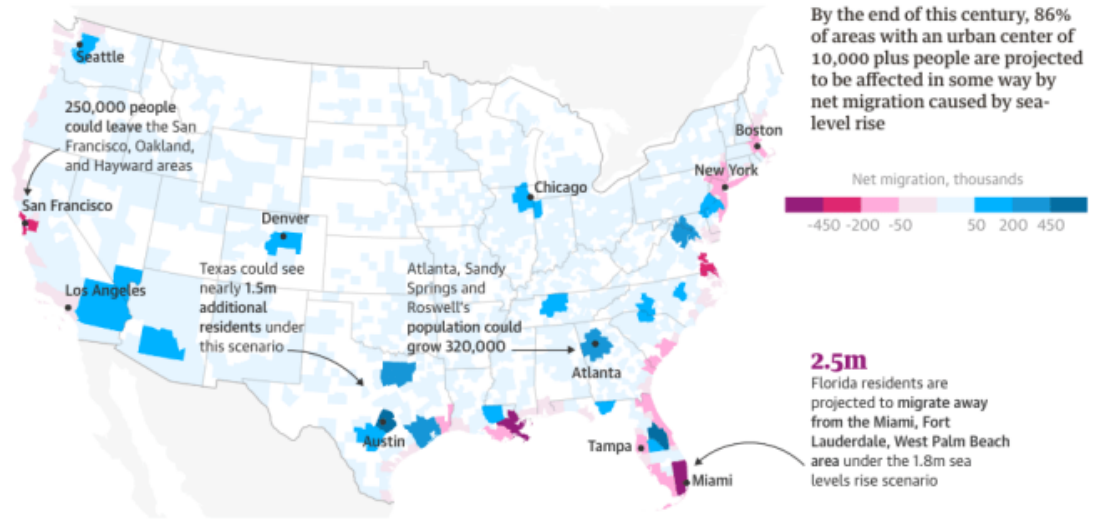 By the end of this century, 86%
of areas with an urban center of
10,000 plus people are projected
to be affected in some way by
net migration caused by sea-
level rise
Net migration, thousands
-450 -200 -50 50 200 450
Seattle
250,000 people
could leave the San
Francisco, Oakland,
and Hayward areas
San Francisco
Los Angeles
Denver
Texas could see
nearly 1.5m
additional
residents under
this scenario
Chicago
Atlanta, Sandy
Springs and
Roswell's
population could
grow 320,000
Boston
New York
Atlanta
Austin
Tampa
Miami
2.5m
Florida residents are
projected to migrate away
from the Miami, Fort
Lauderdale, West Palm Beach
area under the 1.8m sea
levels rise scenario